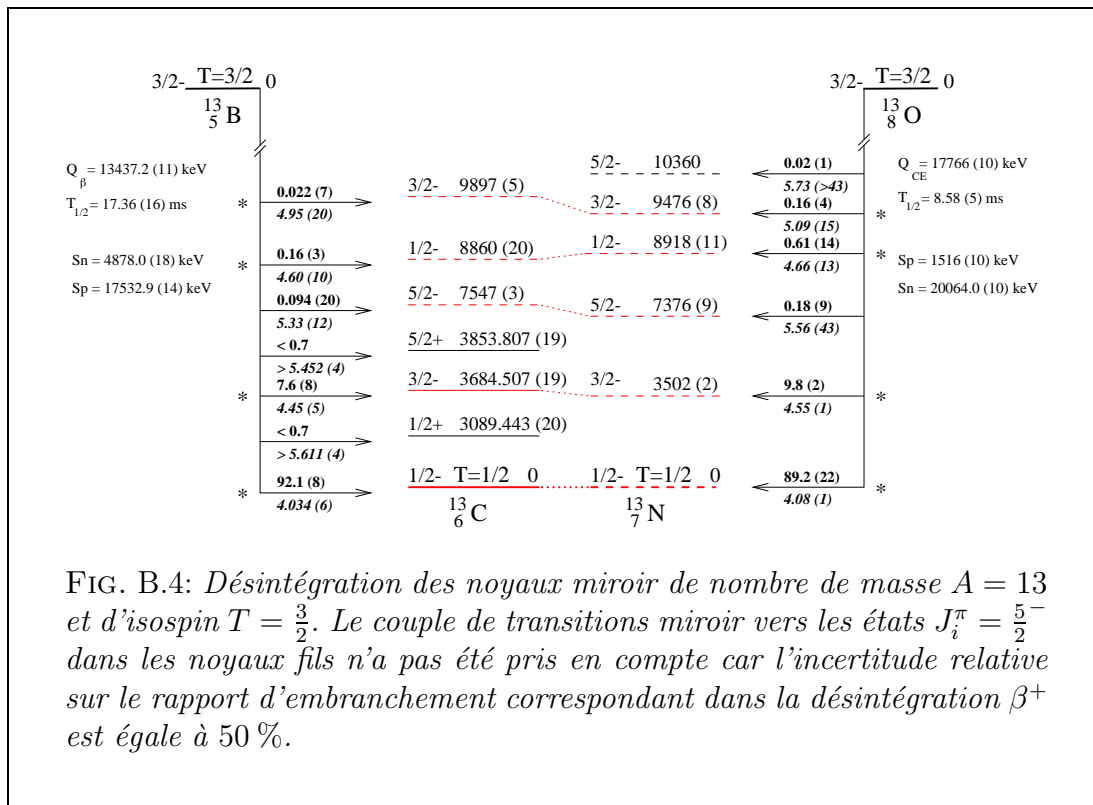 3/2- T=3/2 0
13 5 B
Q β = 13437.2 (11) keV
T 1/2 = 17.36 (16) ms
Sn = 4878.0 (18) keV
Sp = 17532.9 (14) keV
* 0.022 (7)
4.95 (20)
* 0.16 (3)
4.60 (10)
0.094 (20)
5.33 (12)
< 0.7
> 5.452 (4)
* 7.6 (8)
4.45 (5)
< 0.7
> 5.611 (4)
* 92.1 (8)
4.034 (6)
3/2- 9897 (5)
1/2- 8860 (20)
5/2- 7547 (3)
5/2+ 3853.807 (19)
3/2- 3684.507 (19)
1/2+ 3089.443 (20)
1/2- T=1/2 0
13 6 C
5/2- 10360
3/2- 9476 (8)
1/2- 8918 (11)
5/2- 7376 (9)
3/2- 3502 (2)
1/2- T=1/2 0
13 7 N
3/2- T=3/2 0
13 8 O
0.02 (1)
5.73 (>43)
0.16 (4) *
5.09 (15)
0.61 (14) *
4.66 (13)
0.18 (9)
5.56 (43)
9.8 (2) *
4.55 (1)
89.2 (22) *
4.08 (1)
Q CE = 17766 (10) keV
T 1/2 = 8.58 (5) ms
Sp = 1516 (10) keV
Sn = 20064.0 (10) keV
FIG. B.4: Désintégration des noyaux miroir de nombre de masse A = 13
et d'isospin T = 3/2. Le couple de transitions miroir vers les états J_i^π = 5/2^-
dans les noyaux fils n'a pas été pris en compte car l'incertitude relative
sur le rapport d'embranchement correspondant dans la désintégration β+
est égale à 50 %.